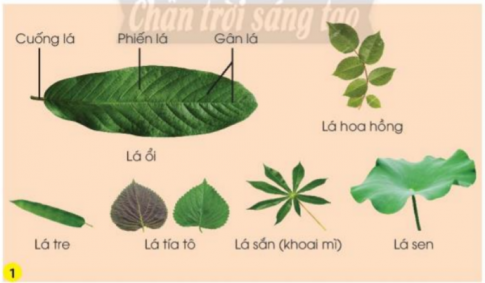 Chân trời sáng tạo
Cuống lá
Phiến lá
Gân lá
Lá ổi
Lá hoa hồng
Lá tre
Lá tía tô
Lá sắn (khoai mì)
Lá sen
1